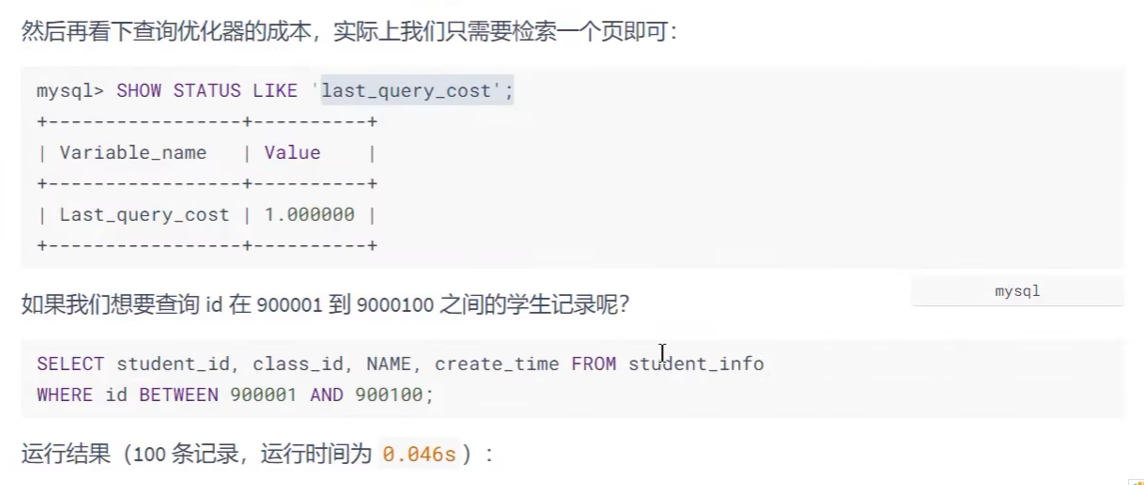 然后再看下查询优化器的成本，实际上我们只需要检索一个页即可：
mysql> SHOW STATUS LIKE 'last_query_cost';
+-----------------+----------+
| Variable_name   | Value    |
+-----------------+----------+
| Last_query_cost | 1.000000 |
+-----------------+----------+
如果我们想要查询 id 在 900001 到 9000100 之间的学生记录呢？
mysql
SELECT student_id, class_id, NAME, create_time FROM student_info
WHERE id BETWEEN 900001 AND 900100;
运行结果（100 条记录，运行时间为 0.046s）：